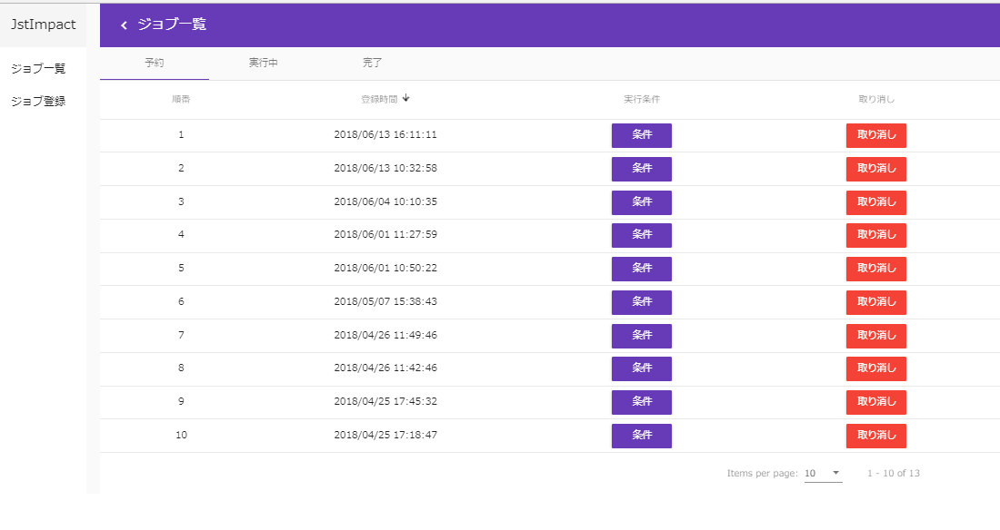 JstImpact
ジョブ一覧
ジョブ登録
ジョブ一覧
予約 実行中 完了
順番 登録時間 実行条件 取り消し
1 2018/06/13 16:11:11 条件 取り消し
2 2018/06/13 10:32:58 条件 取り消し
3 2018/06/04 10:10:35 条件 取り消し
4 2018/06/01 11:27:59 条件 取り消し
5 2018/06/01 10:50:22 条件 取り消し
6 2018/05/07 15:38:43 条件 取り消し
7 2018/04/26 11:49:46 条件 取り消し
8 2018/04/26 11:42:46 条件 取り消し
9 2018/04/25 17:45:32 条件 取り消し
10 2018/04/25 17:18:47 条件 取り消し
Items per page: 10 1 - 10 of 13